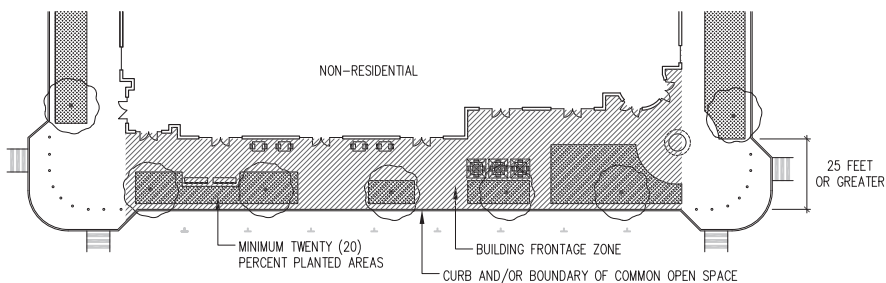 NON-RESIDENTIAL
25 FEET
OR GREATER
MINIMUM TWENTY (20)
PERCENT PLANTED AREAS
BUILDING FRONTAGE ZONE
CURB AND/OR BOUNDARY OF COMMON OPEN SPACE